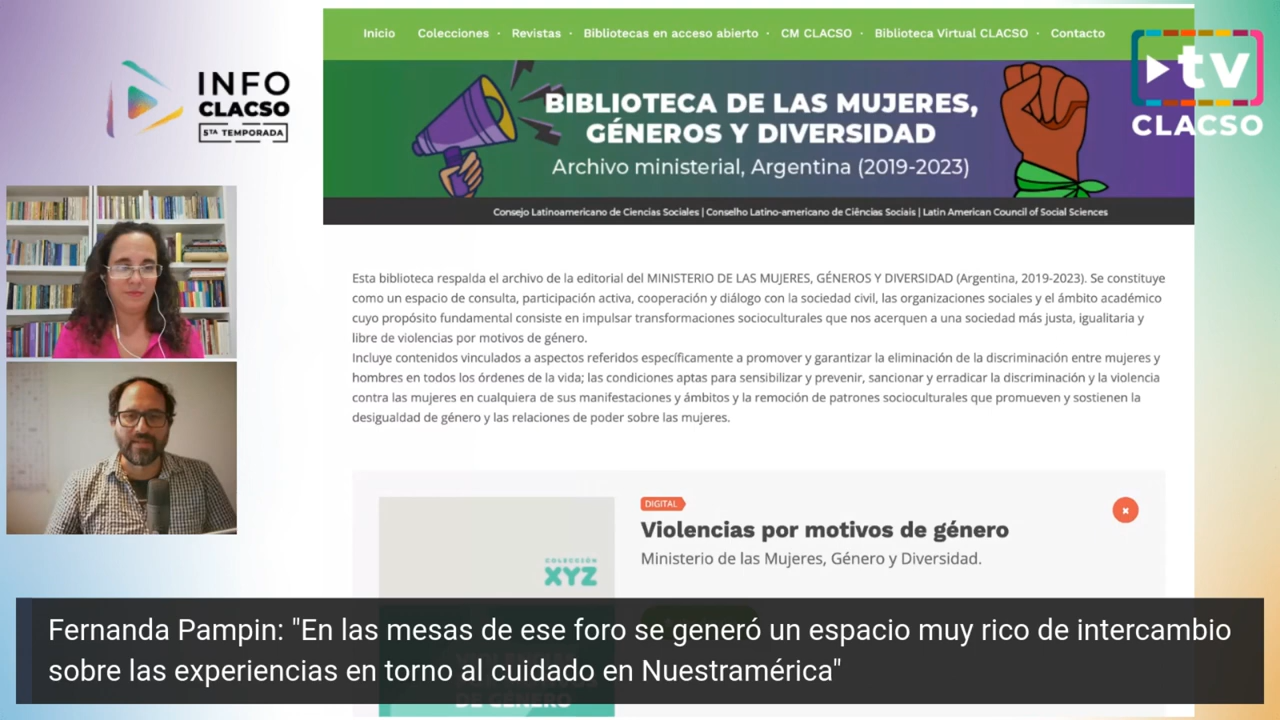 INFO
CLACSO
5TA TEMPORADA
Inicio Colecciones · Revistas · Bibliotecas en acceso abierto · CM CLACSO · Biblioteca Virtual CLACSO · Contacto
tv
CLACSO
BIBLIOTECA DE LAS MUJERES,
GÉNEROS Y DIVERSIDAD
Archivo ministerial, Argentina (2019-2023)
Consejo Latinoamericano de Ciencias Sociales | Conselho Latino-americano de Ciências Sociais | Latin American Council of Social Sciences
Esta biblioteca respalda el archivo de la editorial del MINISTERIO DE LAS MUJERES, GÉNEROS Y DIVERSIDAD (Argentina, 2019-2023). Se constituye
como un espacio de consulta, participación activa, cooperación y diálogo con la sociedad civil, las organizaciones sociales y el ámbito académico
cuyo propósito fundamental consiste en impulsar transformaciones socioculturales que nos acerquen a una sociedad más justa, igualitaria y
libre de violencias por motivos de género.
Incluye contenidos vinculados a aspectos referidos específicamente a promover y garantizar la eliminación de la discriminación entre mujeres y
hombres en todos los órdenes de la vida; las condiciones aptas para sensibilizar y prevenir, sancionar y erradicar la discriminación y la violencia
contra las mujeres en cualquiera de sus manifestaciones y ámbitos y la remoción de patrones socioculturales que promueven y sostienen la
desigualdad de género y las relaciones de poder sobre las mujeres.
DIGITAL
Violencias por motivos de género
Ministerio de las Mujeres, Género y Diversidad.
COLECCIÓN
XYZ
Fernanda Pampin: "En las mesas de ese foro se generó un espacio muy rico de intercambio
sobre las experiencias en torno al cuidado en Nuestramérica"
DE GÉNERO